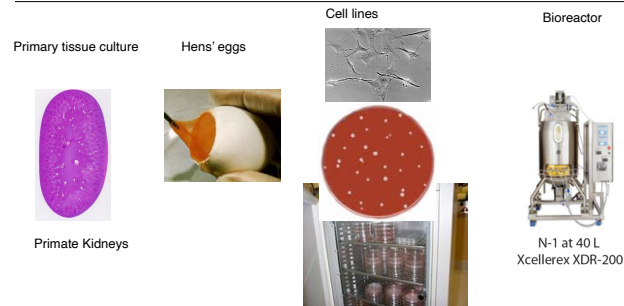 Cell lines
Bioreactor
Primary tissue culture
Hens' eggs
Primate Kidneys
N-1 at 40 L
Xcellerex XDR-200